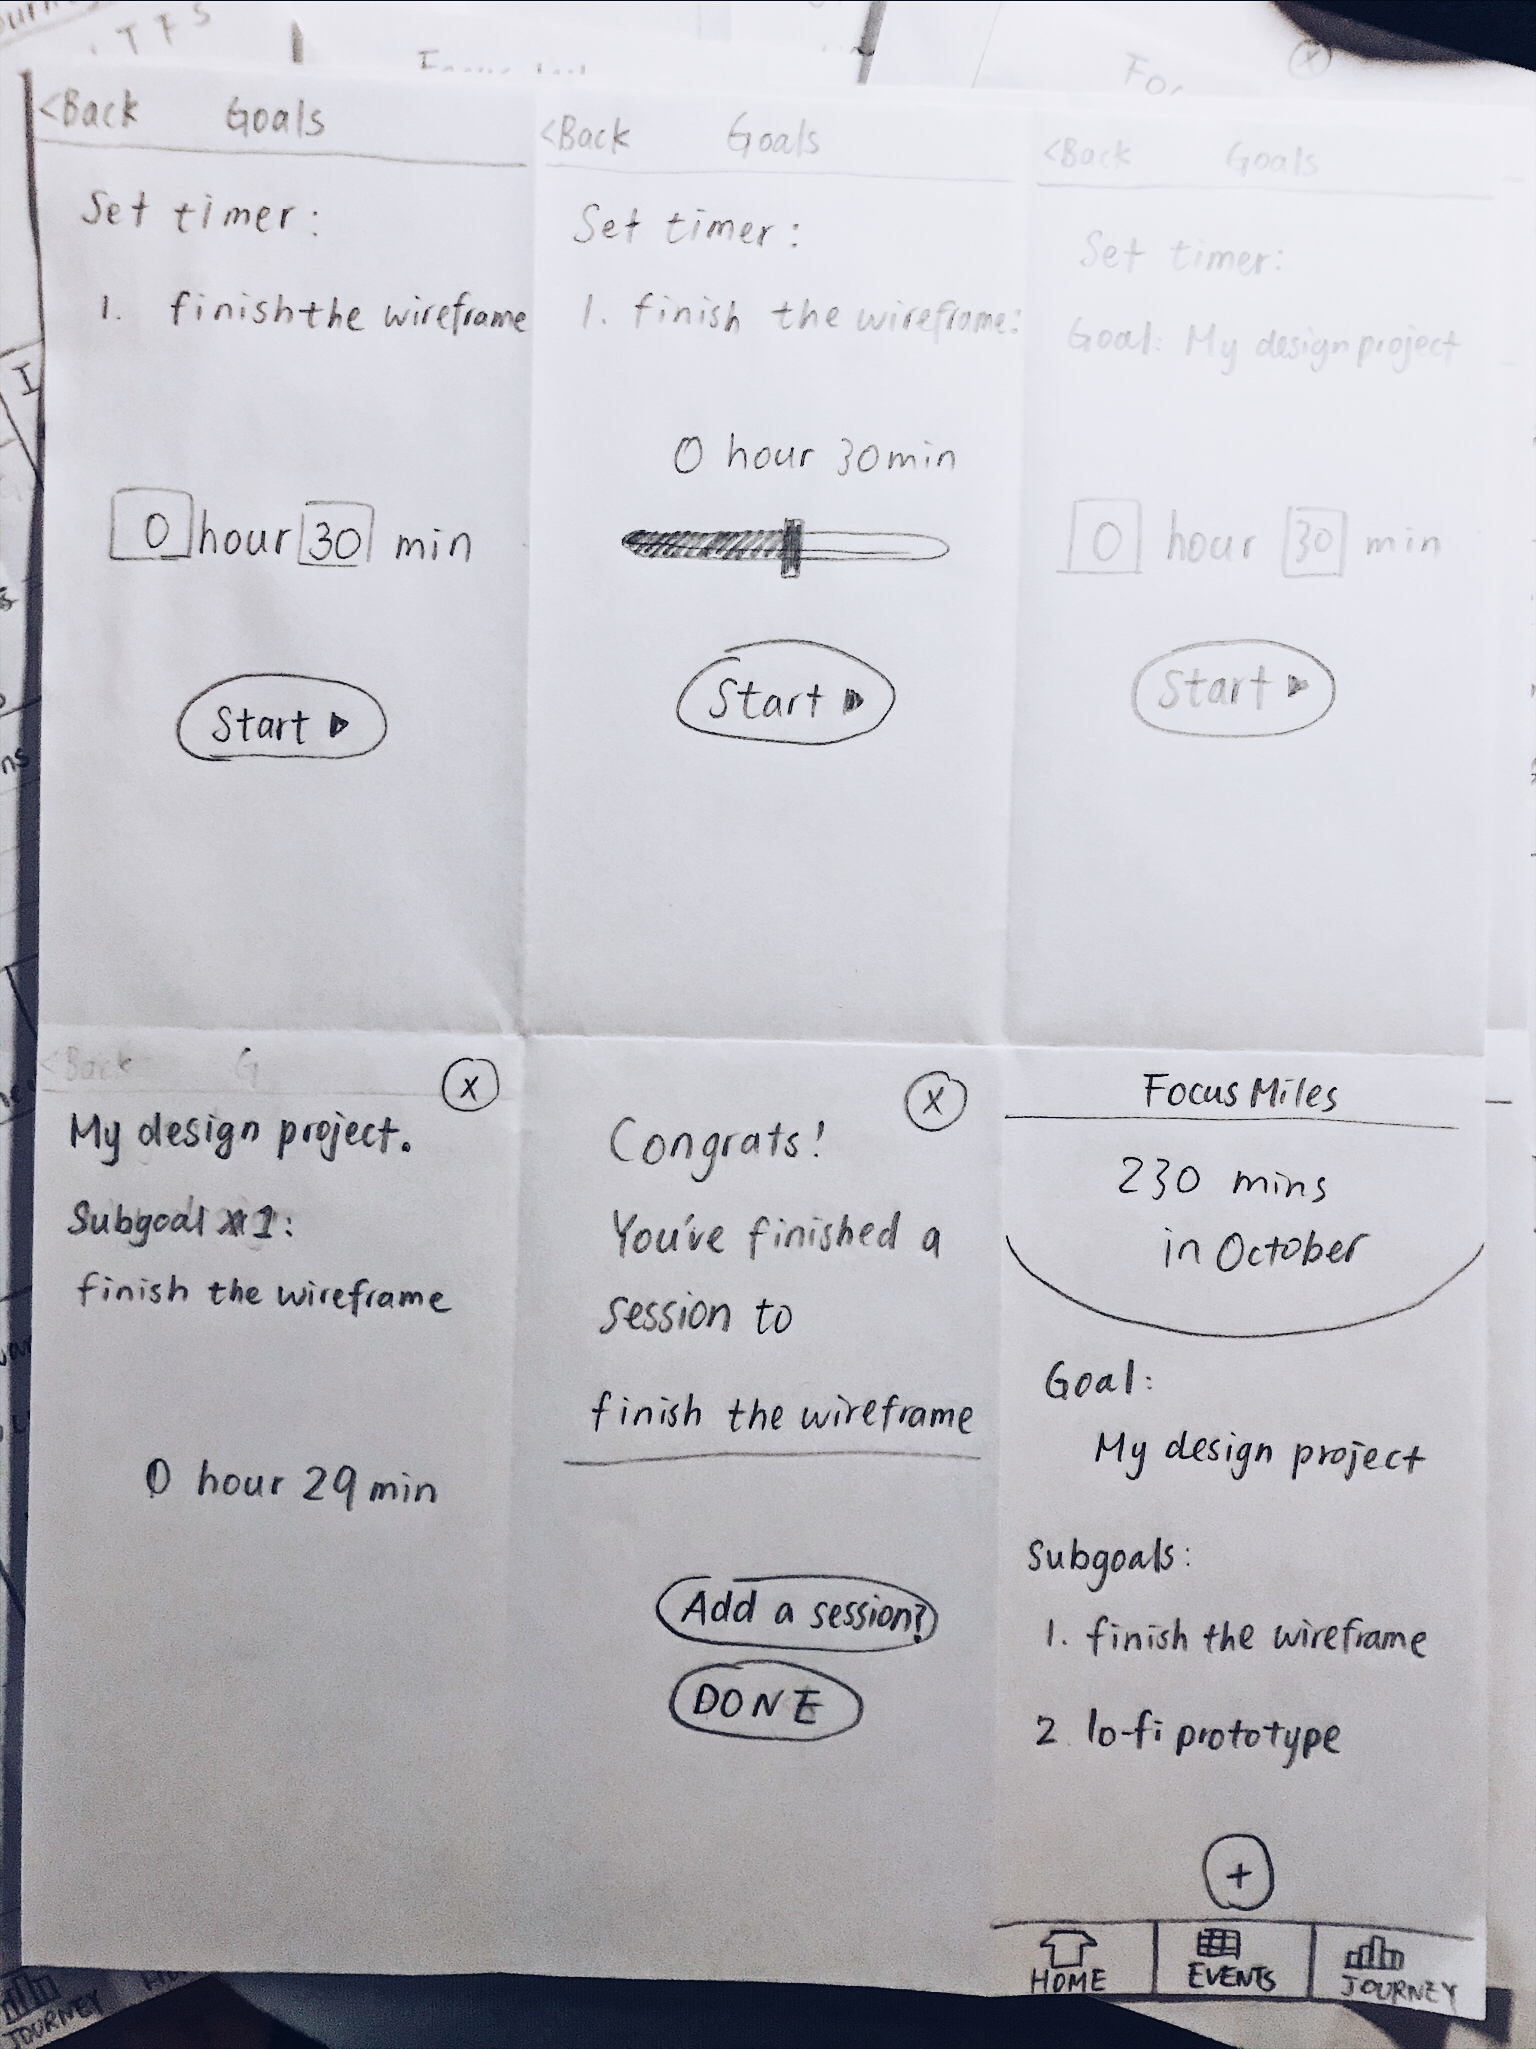 <Back Goals
Set timer:
1. finish the wireframe
0 hour 30 min
Start
<Back Goals
Set timer:
1. finish the wireframe:
0 hour 30min
Start
<Back Goals
Set timer:
Goal: My design project
0 hour 30 min
Start
<Back G
X
My design project.
Subgoal #1:
finish the wireframe
0 hour 29 min
X
Congrats!
You've finished a
session to
finish the wireframe
Add a session?
DONE
Focus Miles
230 mins
in October
Goal:
My design project
Subgoals:
1. finish the wireframe
2 lo-fi prototype
+
HOME EVENTS JOURNEY
JOURNEY